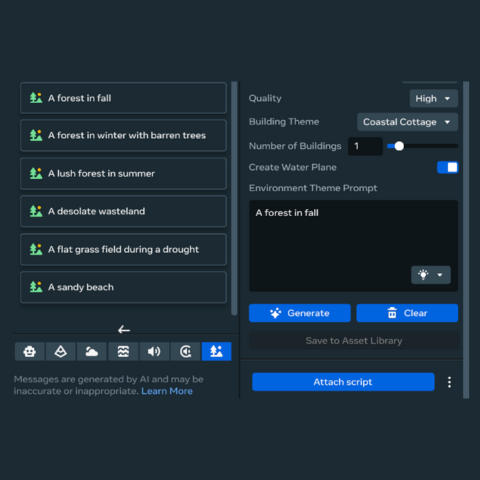 A forest in fall
A forest in winter with barren trees
A lush forest in summer
A desolate wasteland
A flat grass field during a drought
A sandy beach
Messages are generated by AI and may be
inaccurate or inappropriate. Learn More
Quality
High
Building Theme
Coastal Cottage
Number of Buildings
1
Create Water Plane
Environment Theme Prompt
A forest in fall
Generate
Clear
Save to Asset Library
Attach script